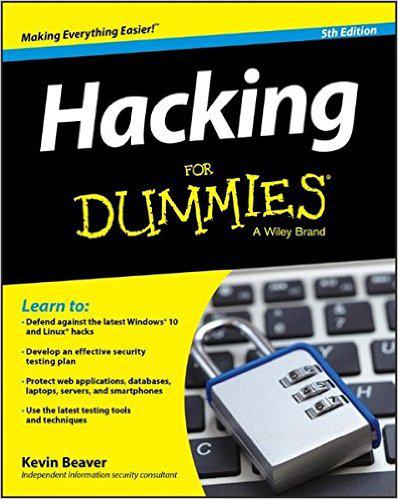 Making Everything Easier!™
5th Edition
Hacking
FOR
DUMMIES®
A Wiley Brand
Learn to:
• Defend against the latest Windows® 10
and Linux® hacks
• Develop an effective security
testing plan
• Protect web applications, databases,
laptops, servers, and smartphones
• Use the latest testing tools
and techniques
Kevin Beaver
Independent information security consultant